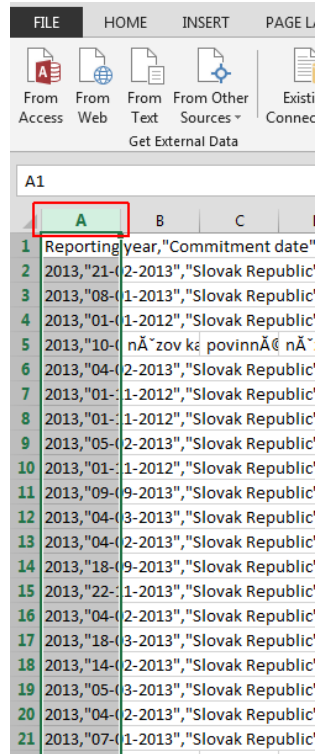 FILE HOME INSERT PAGE
From Access From Web From Text From Other Sources
Get External Data
A1
A B C
1 Reporting year,"Commitment date"
2 2013,"21-02-2013","Slovak Republic"
3 2013,"08-01-2013","Slovak Republic"
4 2013,"01-01-2012","Slovak Republic"
5 2013,"10-
6 2013,"04-02-2013","Slovak Republic"
7 2013,"01-11-2012","Slovak Republic"
8 2013,"01-11-2012","Slovak Republic"
9 2013,"05-02-2013","Slovak Republic"
10 2013,"01-11-2012","Slovak Republic"
11 2013,"09-09-2013","Slovak Republic"
12 2013,"04-03-2013","Slovak Republic"
13 2013,"04-02-2013","Slovak Republic"
14 2013,"18-09-2013","Slovak Republic"
15 2013,"22-11-2013","Slovak Republic"
16 2013,"04-02-2013","Slovak Republic"
17 2013,"18-03-2013","Slovak Republic"
18 2013,"14-02-2013","Slovak Republic"
19 2013,"05-03-2013","Slovak Republic"
20 2013,"04-02-2013","Slovak Republic"
21 2013,"07-01-2013","Slovak Republic"